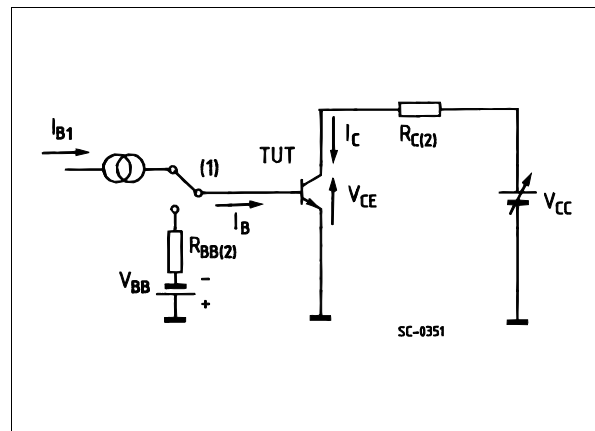 I_B1
(1)
TUT
I_C
R_C(2)
I_B
V_CE
V_CC
R_BB(2)
V_BB
−
+
SC-0351